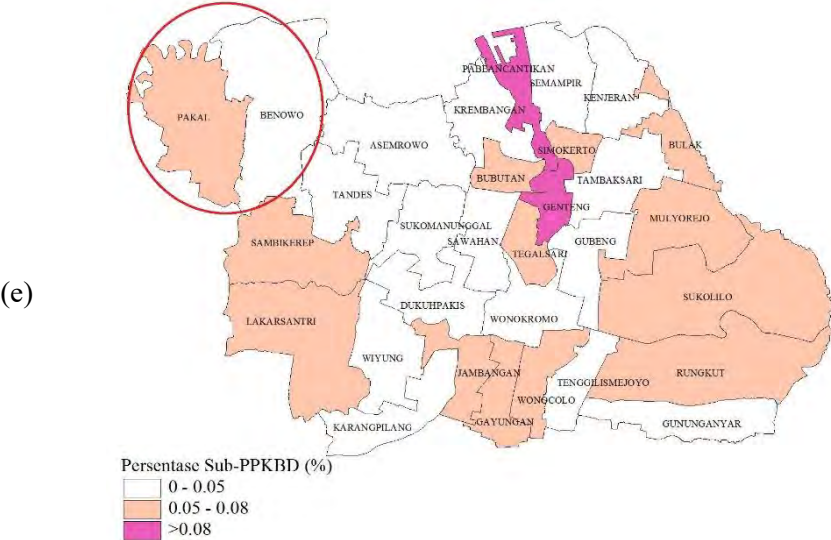 PABEANCANTIKAN
SEMAMPIR
KENJERAN
KREMBANGAN
PAKAL
BENOWO
ASEMROWO
SIMOKERTO
BULAK
BUBUTAN
TAMBAKSARI
TANDES
GENTENG
MULYOREJO
SUKOMANUNGGAL
SAWAHAN
GUBENG
SAMBIKEREP
TEGALSARI
(e)
SUKOLILO
DUKUHPAKIS
LAKARSANTRI
WONOKROMO
WIYUNG
JAMBANGAN
TENGGILISMEJOYO
RUNGKUT
WONOCOLO
KARANGPILANG
GAYUNGAN
GUNUNGANYAR
Persentase Sub-PPKBD (%)
0 - 0.05
0.05 - 0.08
>0.08